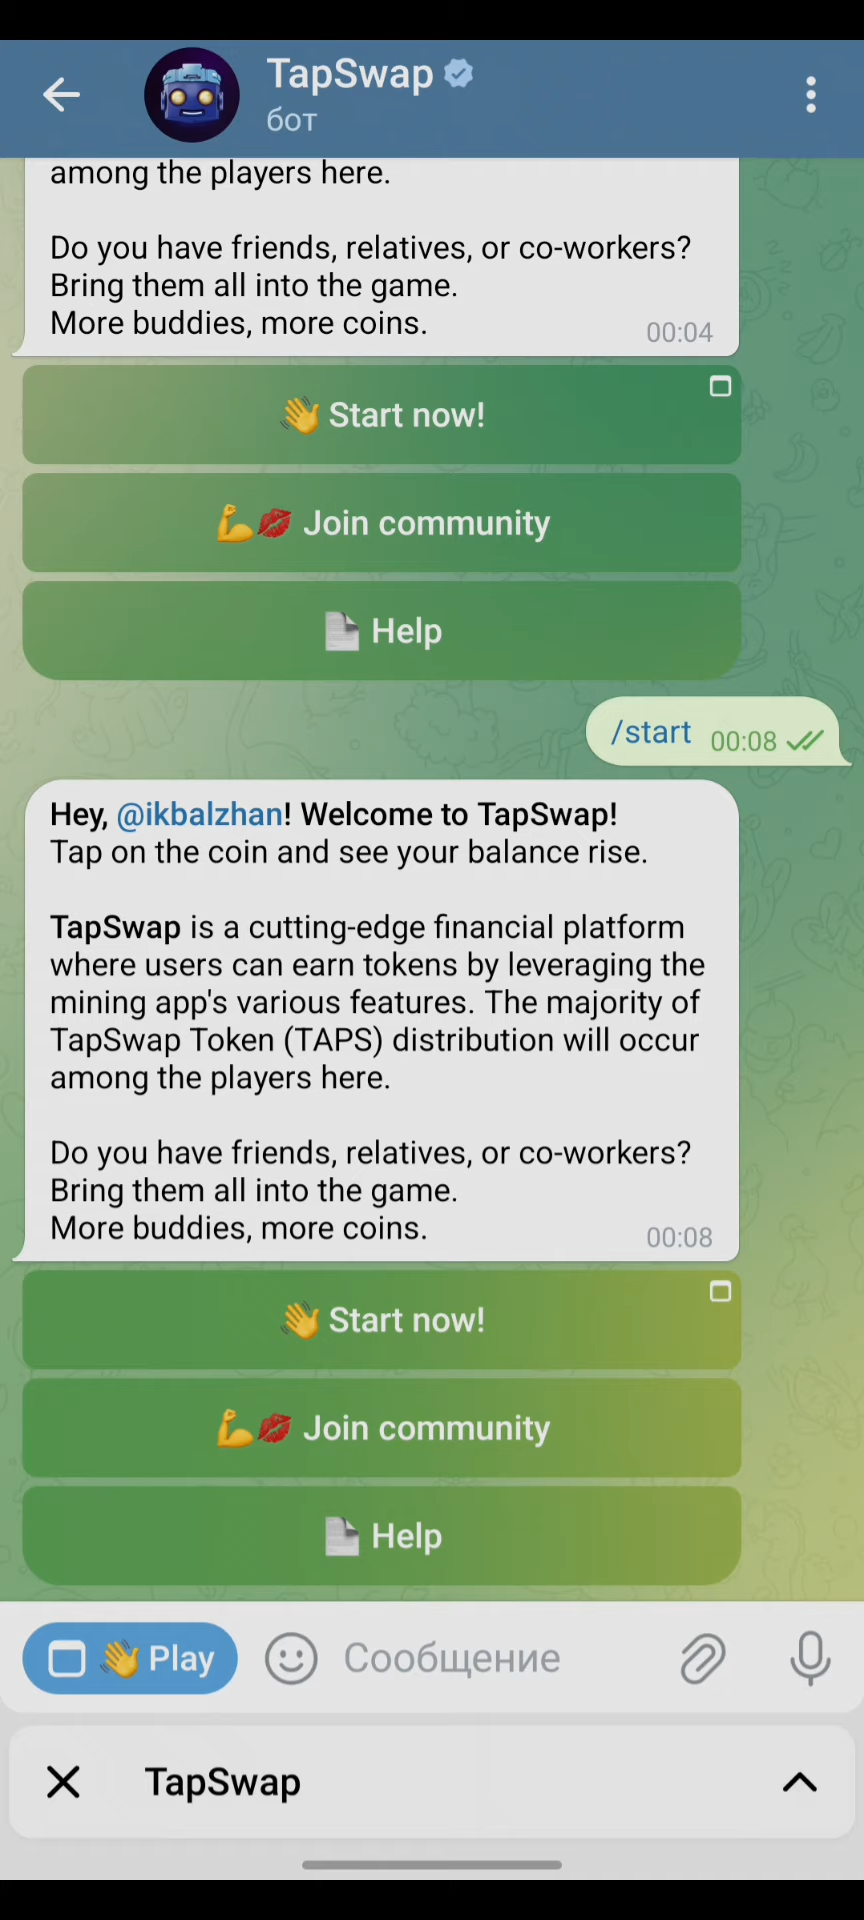 TapSwap
бот
among the players here.
Do you have friends, relatives, or co-workers?
Bring them all into the game.
More buddies, more coins.
00:04
👋 Start now!
💪💋 Join community
📄 Help
/start 00:08
Hey, @ikbalzhan! Welcome to TapSwap!
Tap on the coin and see your balance rise.
TapSwap is a cutting-edge financial platform
where users can earn tokens by leveraging the
mining app's various features. The majority of
TapSwap Token (TAPS) distribution will occur
among the players here.
Do you have friends, relatives, or co-workers?
Bring them all into the game.
More buddies, more coins.
00:08
👋 Start now!
💪💋 Join community
📄 Help
👋 Play
Сообщение
TapSwap